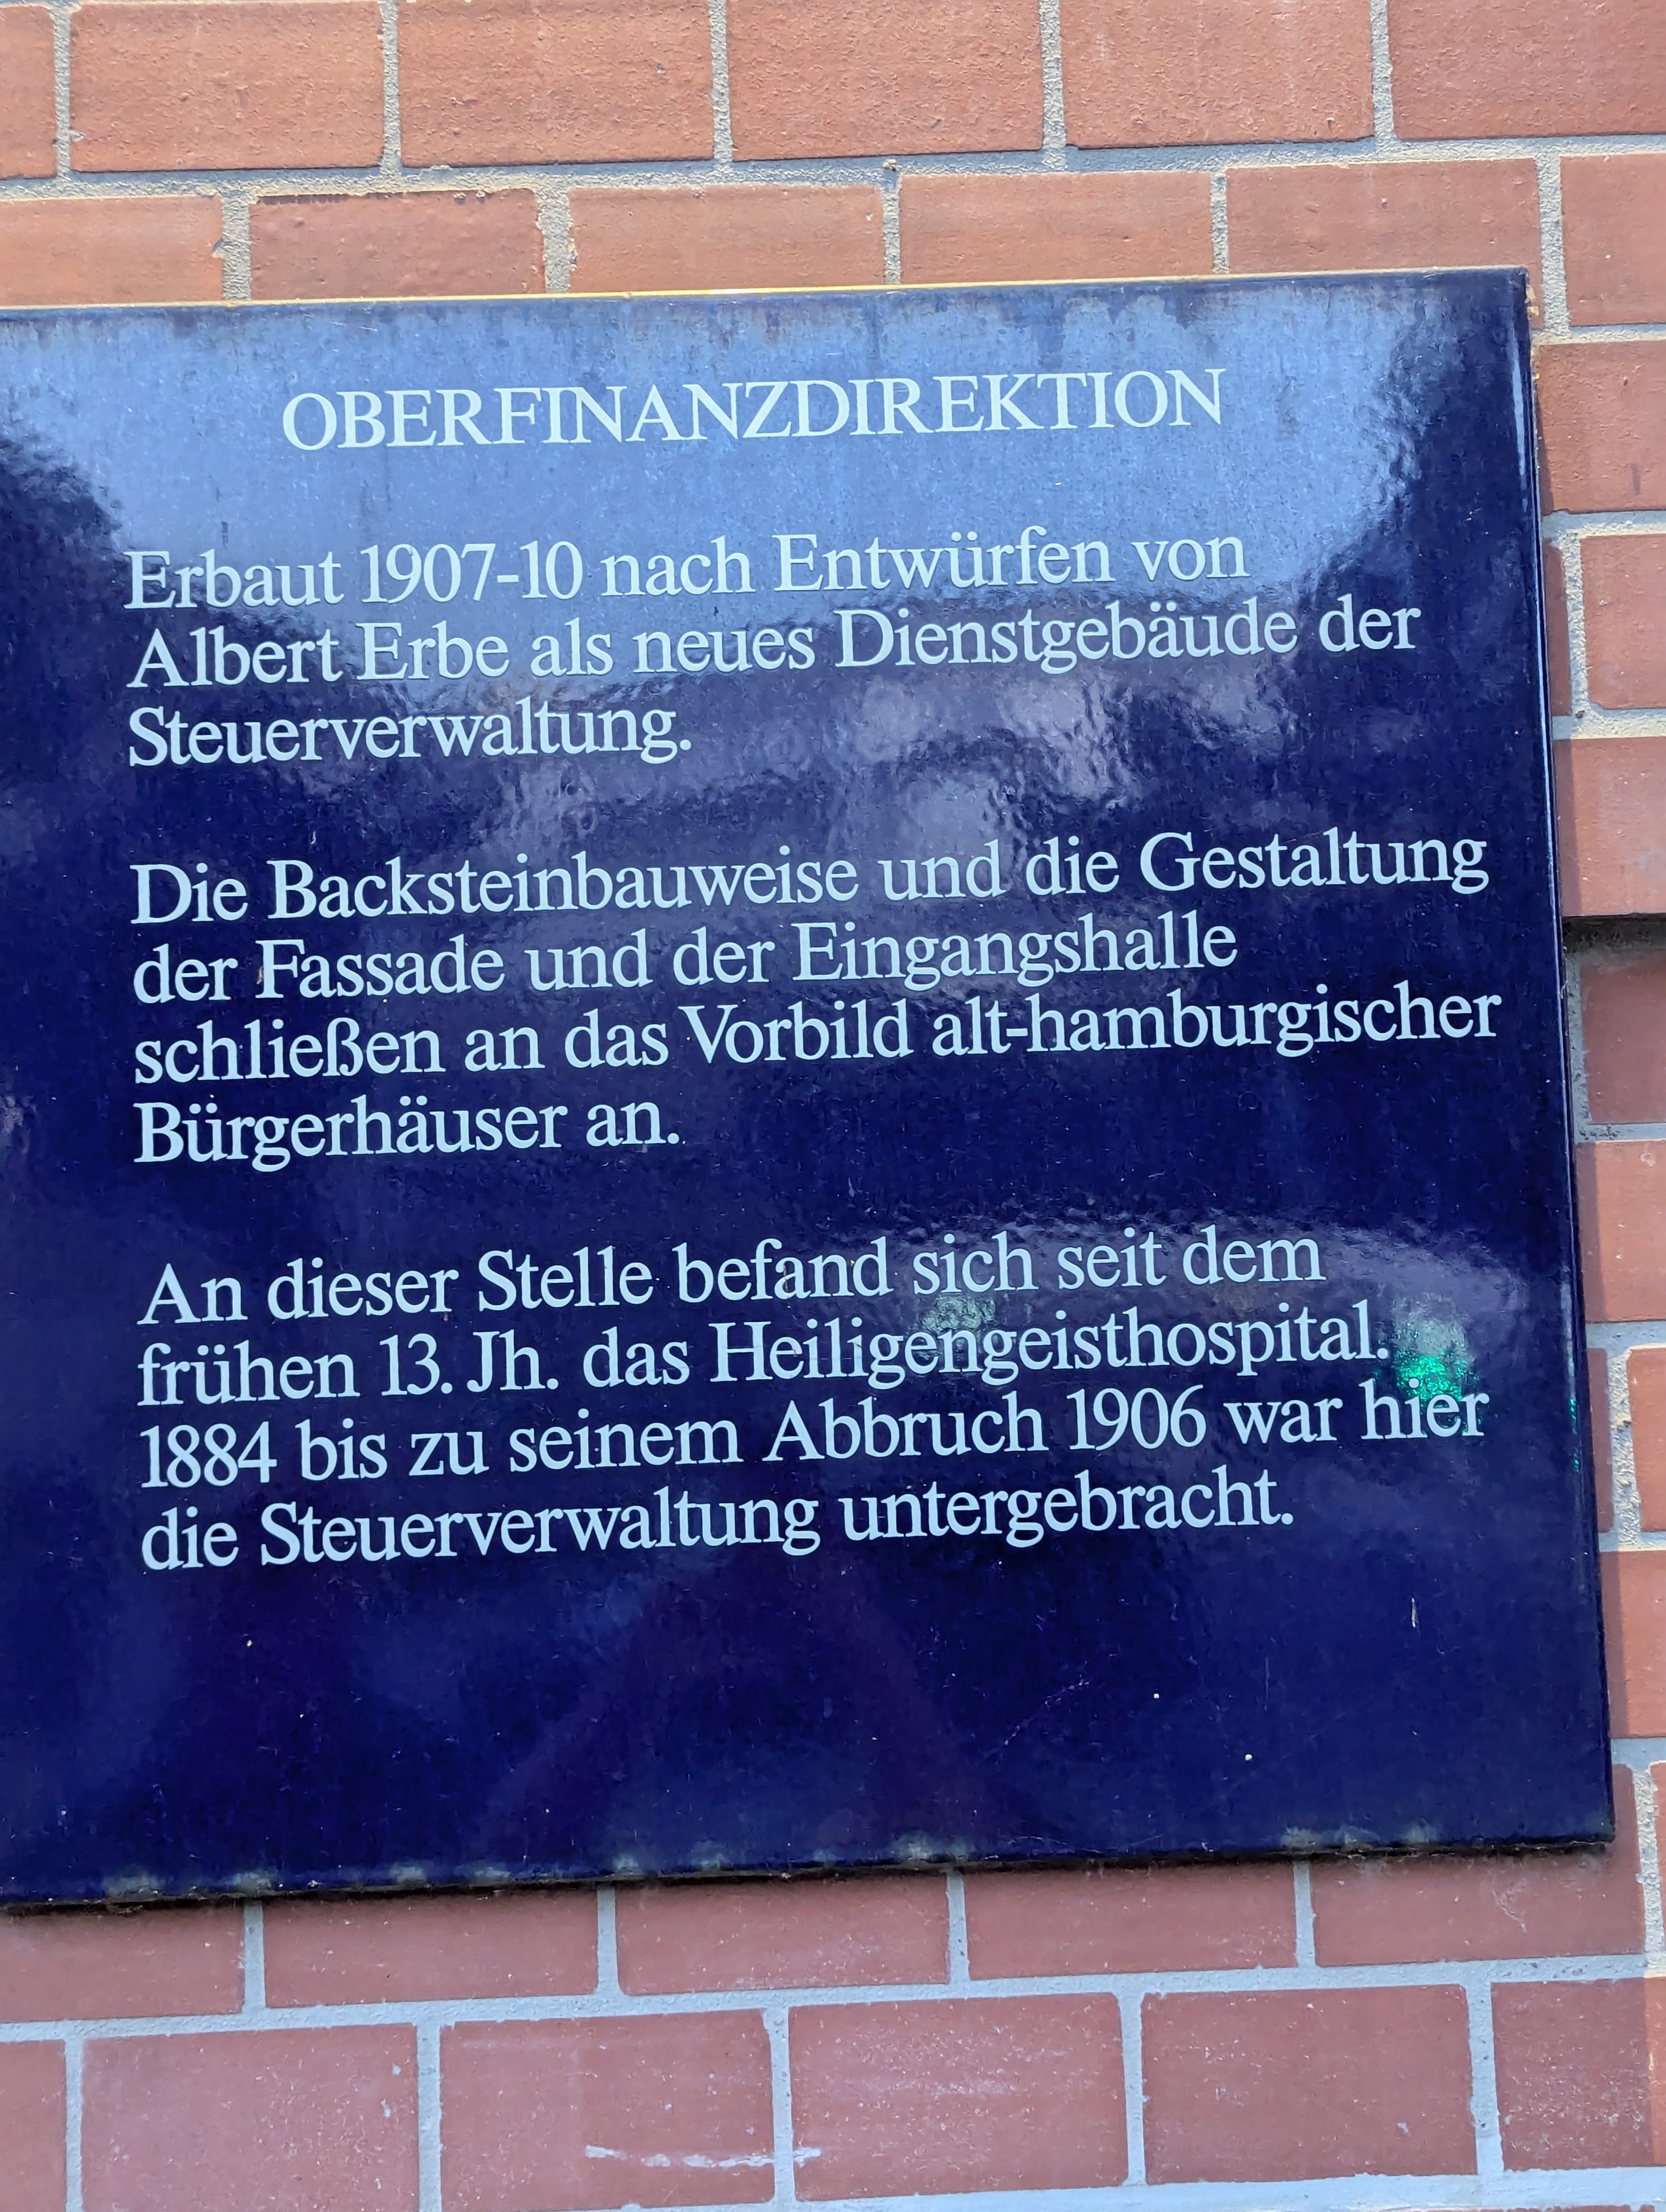 OBERFINANZDIREKTION
Erbaut 1907-10 nach Entwürfen von
Albert Erbe als neues Dienstgebäude der
Steuerverwaltung.
Die Backsteinbauweise und die Gestaltung
der Fassade und der Eingangshalle
schließen an das Vorbild alt-hamburgischer
Bürgerhäuser an.
An dieser Stelle befand sich seit dem
frühen 13. Jh. das Heiligengeisthospital.
1884 bis zu seinem Abbruch 1906 war hier
die Steuerverwaltung untergebracht.